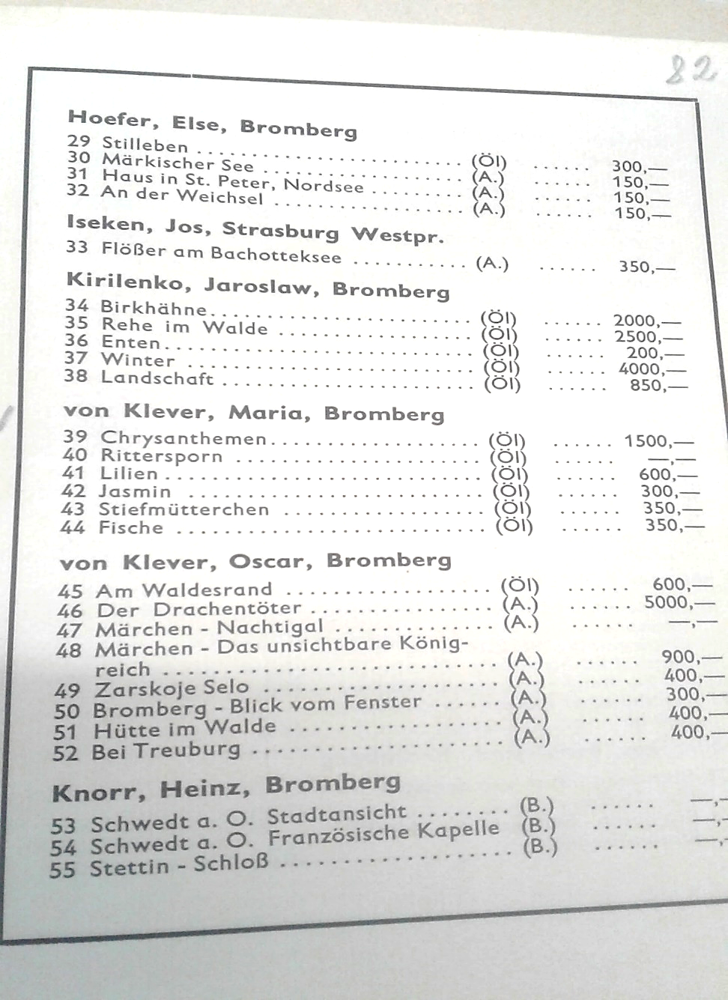 82
Hoefer, Else, Bromberg
29 Stilleben ........................ (Öl) ...... 300,—
30 Märkischer See .................... (A.) ...... 150,—
31 Haus in St. Peter, Nordsee ......... (A.) ...... 150,—
32 An der Weichsel ................... (A.) ...... 150,—
Iseken, Jos, Strasburg Westpr.
33 Flößer am Bachotteksee ........... (A.) ...... 350,—
Kirilenko, Jaroslaw, Bromberg
34 Birkhähne......................... (Öl) ...... 2000,—
35 Rehe im Walde .................... (Öl) ...... 2500,—
36 Enten............................. (Öl) ...... 200,—
37 Winter ........................... (Öl) ...... 4000,—
38 Landschaft ....................... (Öl) ...... 850,—
von Klever, Maria, Bromberg
39 Chrysanthemen..................... (Öl) ...... 1500,—
40 Rittersporn ...................... (Öl) ...... —,—
41 Lilien ........................... (Öl) ...... 600,—
42 Jasmin ........................... (Öl) ...... 300,—
43 Stiefmütterchen .................. (Öl) ...... 350,—
44 Fische ........................... (Öl) ...... 350,—
von Klever, Oscar, Bromberg
45 Am Waldesrand .................... (Öl) ...... 600,—
46 Der Drachentöter ................. (A.) ...... 5000,—
47 Märchen - Nachtigal .............. (A.) ...... —,—
48 Märchen - Das unsichtbare König-
reich ............................... (A.) ...... 900,—
49 Zarskoje Selo .................... (A.) ...... 400,—
50 Bromberg - Blick vom Fenster ...... (A.) ...... 300,—
51 Hütte im Walde ................... (A.) ...... 400,—
52 Bei Treuburg ..................... (A.) ...... 400,—
Knorr, Heinz, Bromberg
53 Schwedt a. O. Stadtansicht ........ (B.) ...... —,—
54 Schwedt a. O. Französische Kapelle (B.) ...... —,—
55 Stettin - Schloß ................. (B.) ...... —,—